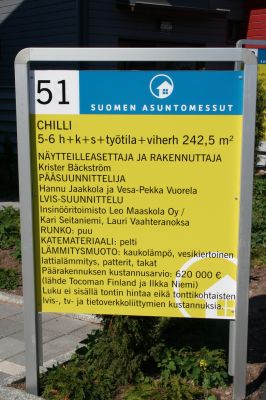 51
SUOMEN ASUNTOMESSUT
CHILLI
5-6 h+k+s+työtila+viherh 242,5 m²
NÄYTTEILLEASETTAJA JA RAKENNUTTAJA
Krister Bäckström
PÄÄSUUNNITTELIJA
Hannu Jaakkola ja Vesa-Pekka Vuorela
LVIS-SUUNNITTELU
Insinööritoimisto Leo Maaskola Oy /
Kari Seitaniemi, Lauri Vaahteranoksa
RUNKO: puu
KATEMATERIAALI: pelti
LÄMMITYSMUOTO: kaukolämpö, vesikiertoinen
lattialämmitys, patterit, takat
Päärakennuksen kustannusarvio: 620 000 €
(lähde Tocoman Finland ja Ilkka Niemi)
Luku ei sisällä tontin hintaa eikä tonttikohtaisten
lvis-, tv- ja tietoverkkoliittymien kustannuksia.